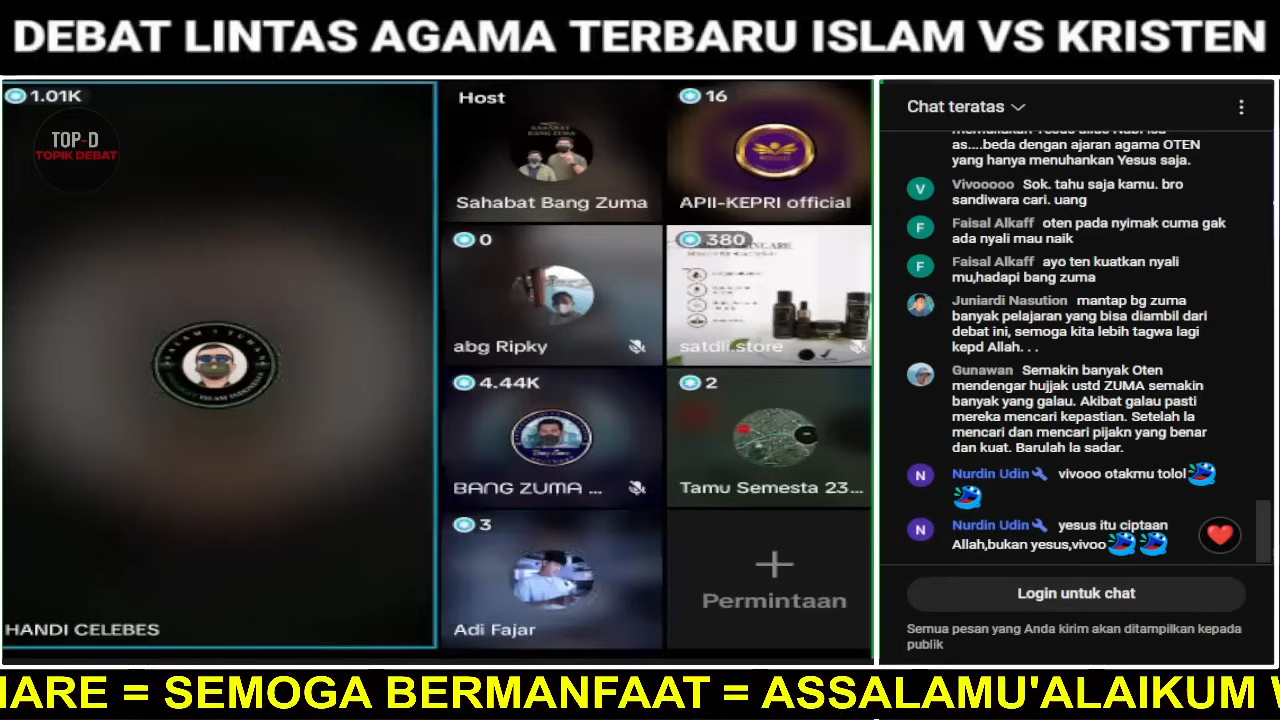 DEBAT LINTAS AGAMA TERBARU ISLAM VS KRISTEN
1.01K
TOP-D
TOPIK DEBAT
HANDI CELEBES
Host
SAHABAT
BANG ZUMA
Sahabat Bang Zuma
16
APII-KEPRI official
0
abg Ripky
380
satdli.store
4.44K
BANG ZUMA ...
2
Tamu Semesta 23...
3
Adi Fajar
Permintaan
Chat teratas
as....beda dengan ajaran agama OTEN
yang hanya menuhankan Yesus saja.
V
Vivooooo Sok. tahu saja kamu. bro
sandiwara cari. uang
F
Faisal Alkaff oten pada nyimak cuma gak
ada nyali mau naik
F
Faisal Alkaff ayo ten kuatkan nyali
mu,hadapi bang zuma
Juniardi Nasution mantap bg zuma
banyak pelajaran yang bisa diambil dari
debat ini, semoga kita lebih tagwa lagi
kepd Allah. . .
Gunawan Semakin banyak Oten
mendengar hujjak ustd ZUMA semakin
banyak yang galau. Akibat galau pasti
mereka mencari kepastian. Setelah la
mencari dan mencari pijakn yang benar
dan kuat. Barulah la sadar.
N
Nurdin Udin vivooo otakmu tolol
N
Nurdin Udin yesus itu ciptaan
Allah,bukan yesus,vivoo
Login untuk chat
Semua pesan yang Anda kirim akan ditampilkan kepada
publik
HARE = SEMOGA BERMANFAAT = ASSALAMU'ALAIKUM